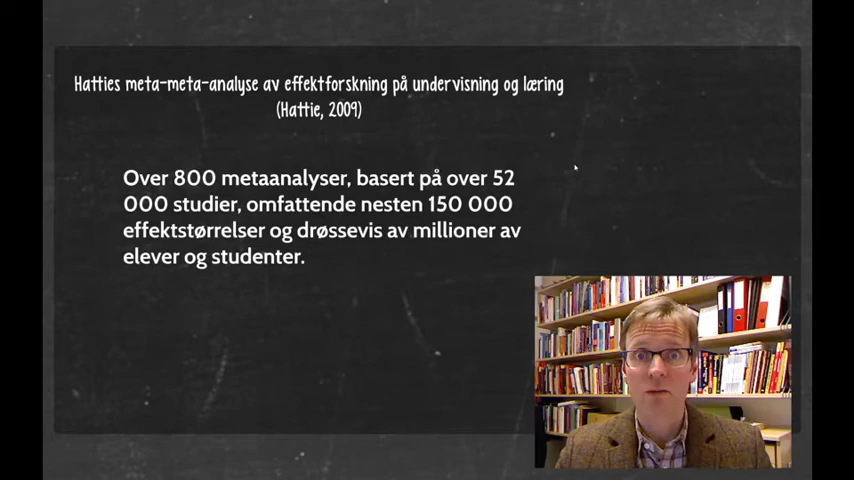 Hatties meta-meta-analyse av effektforskning på undervisning og læring
(Hattie, 2009)
Over 800 metaanalyser, basert på over 52
000 studier, omfattende nesten 150 000
effektstørrelser og drøssevis av millioner av
elever og studenter.